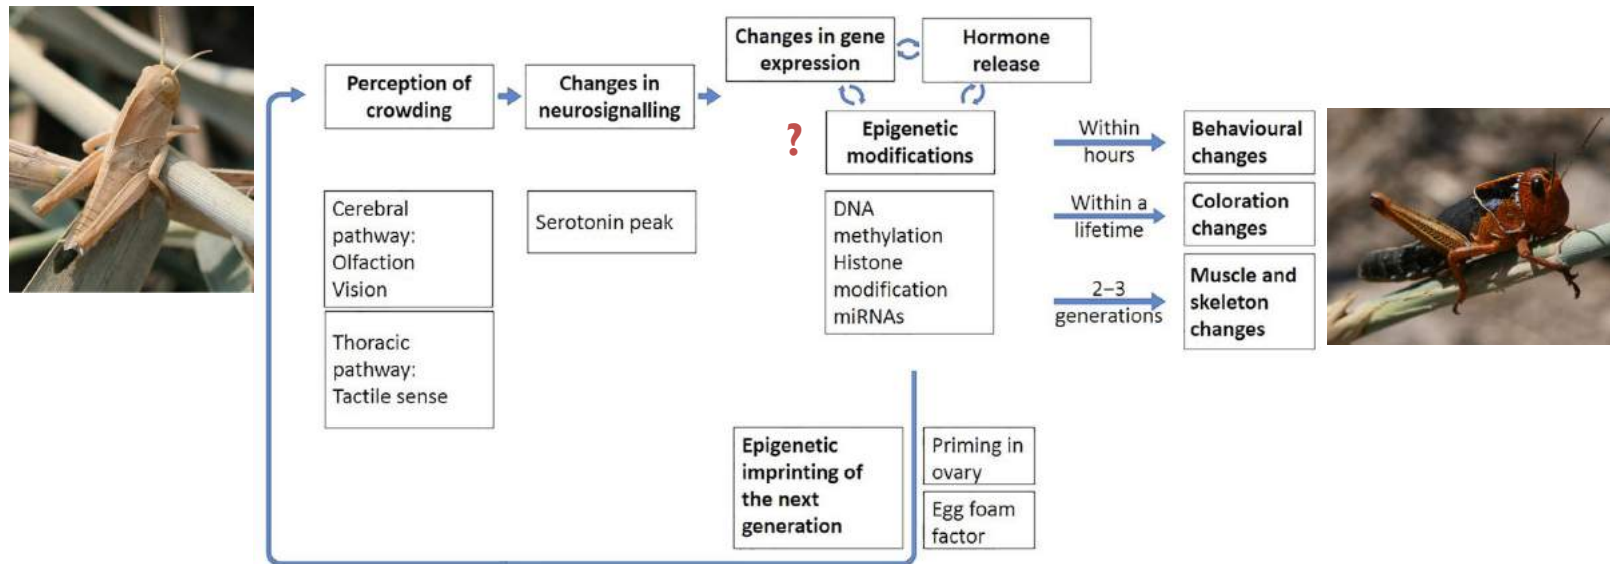 Perception of
crowding
Changes in
neurosignalling
Changes in gene
expression
Hormone
release
?
Epigenetic
modifications
Cerebral
pathway:
Olfaction
Vision
Thoracic
pathway:
Tactile sense
Serotonin peak
DNA
methylation
Histone
modification
miRNAs
Within
hours
Behavioural
changes
Within a
lifetime
Coloration
changes
2–3
generations
Muscle and
skeleton
changes
Epigenetic
imprinting of
the next
generation
Priming in
ovary
Egg foam
factor